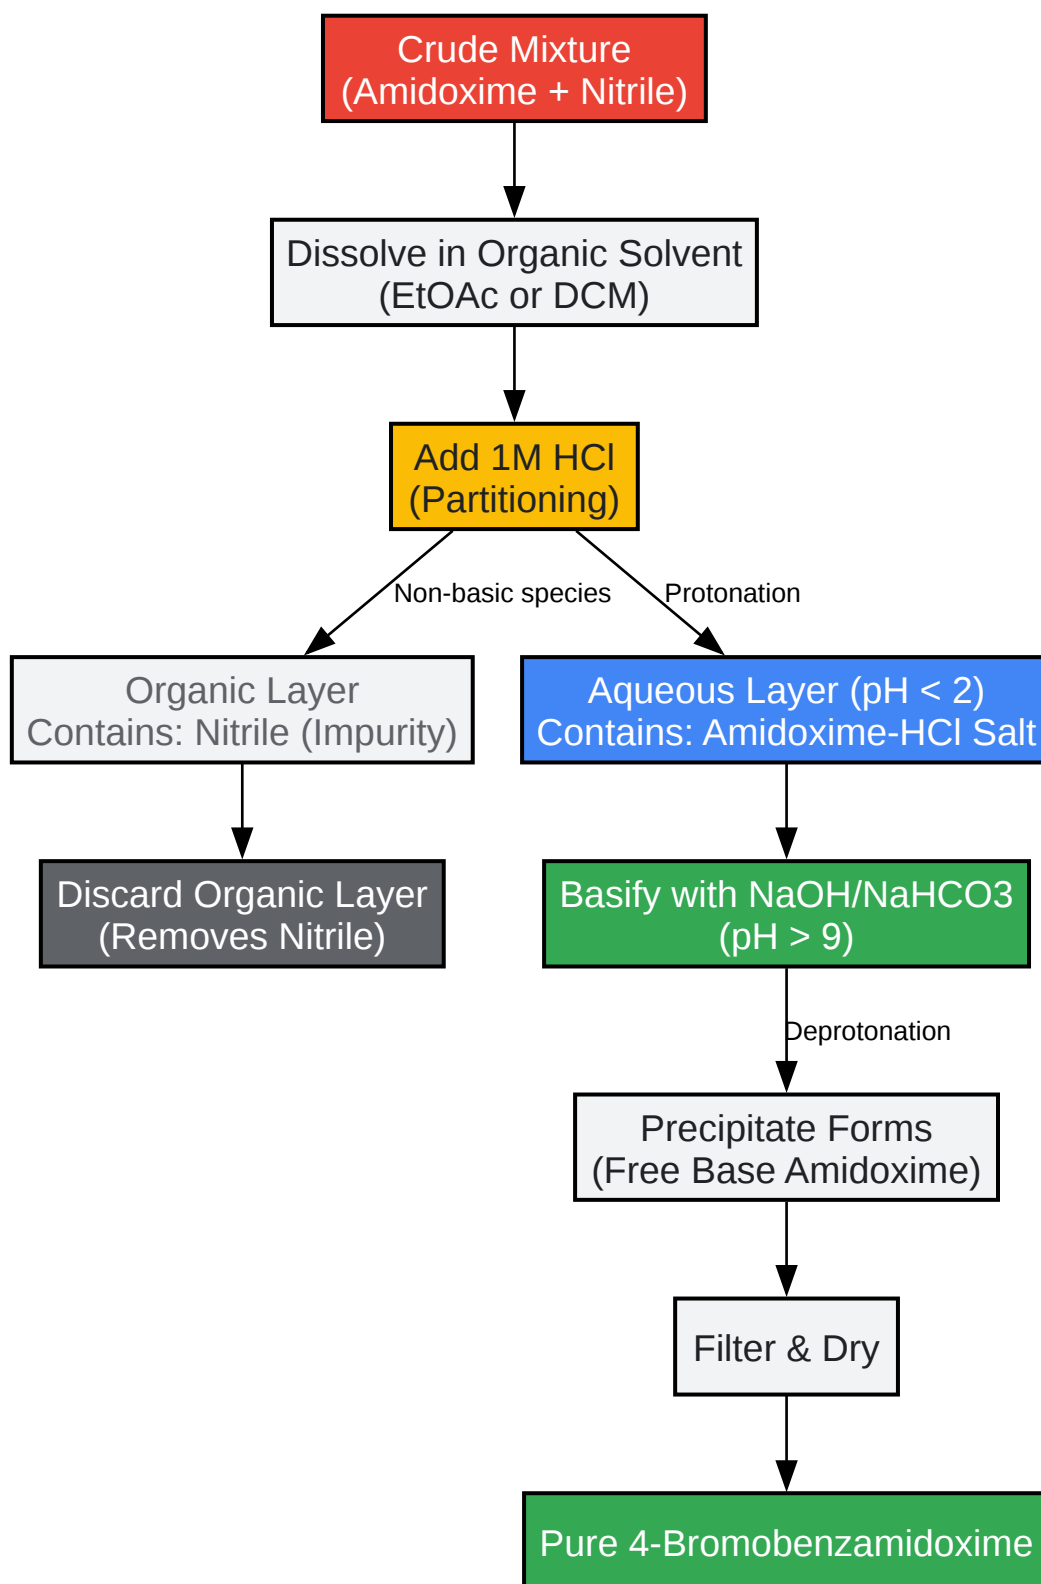 Crude Mixture
(Amidoxime + Nitrile)
Dissolve in Organic Solvent
(EtOAc or DCM)
Add 1M HCl
(Partitioning)
Non-basic species
Protonation
Organic Layer
Contains: Nitrile (Impurity)
Aqueous Layer (pH < 2)
Contains: Amidoxime-HCl Salt
Discard Organic Layer
(Removes Nitrile)
Basify with NaOH/NaHCO3
(pH > 9)
Deprotonation
Precipitate Forms
(Free Base Amidoxime)
Filter & Dry
Pure 4-Bromobenzamidoxime